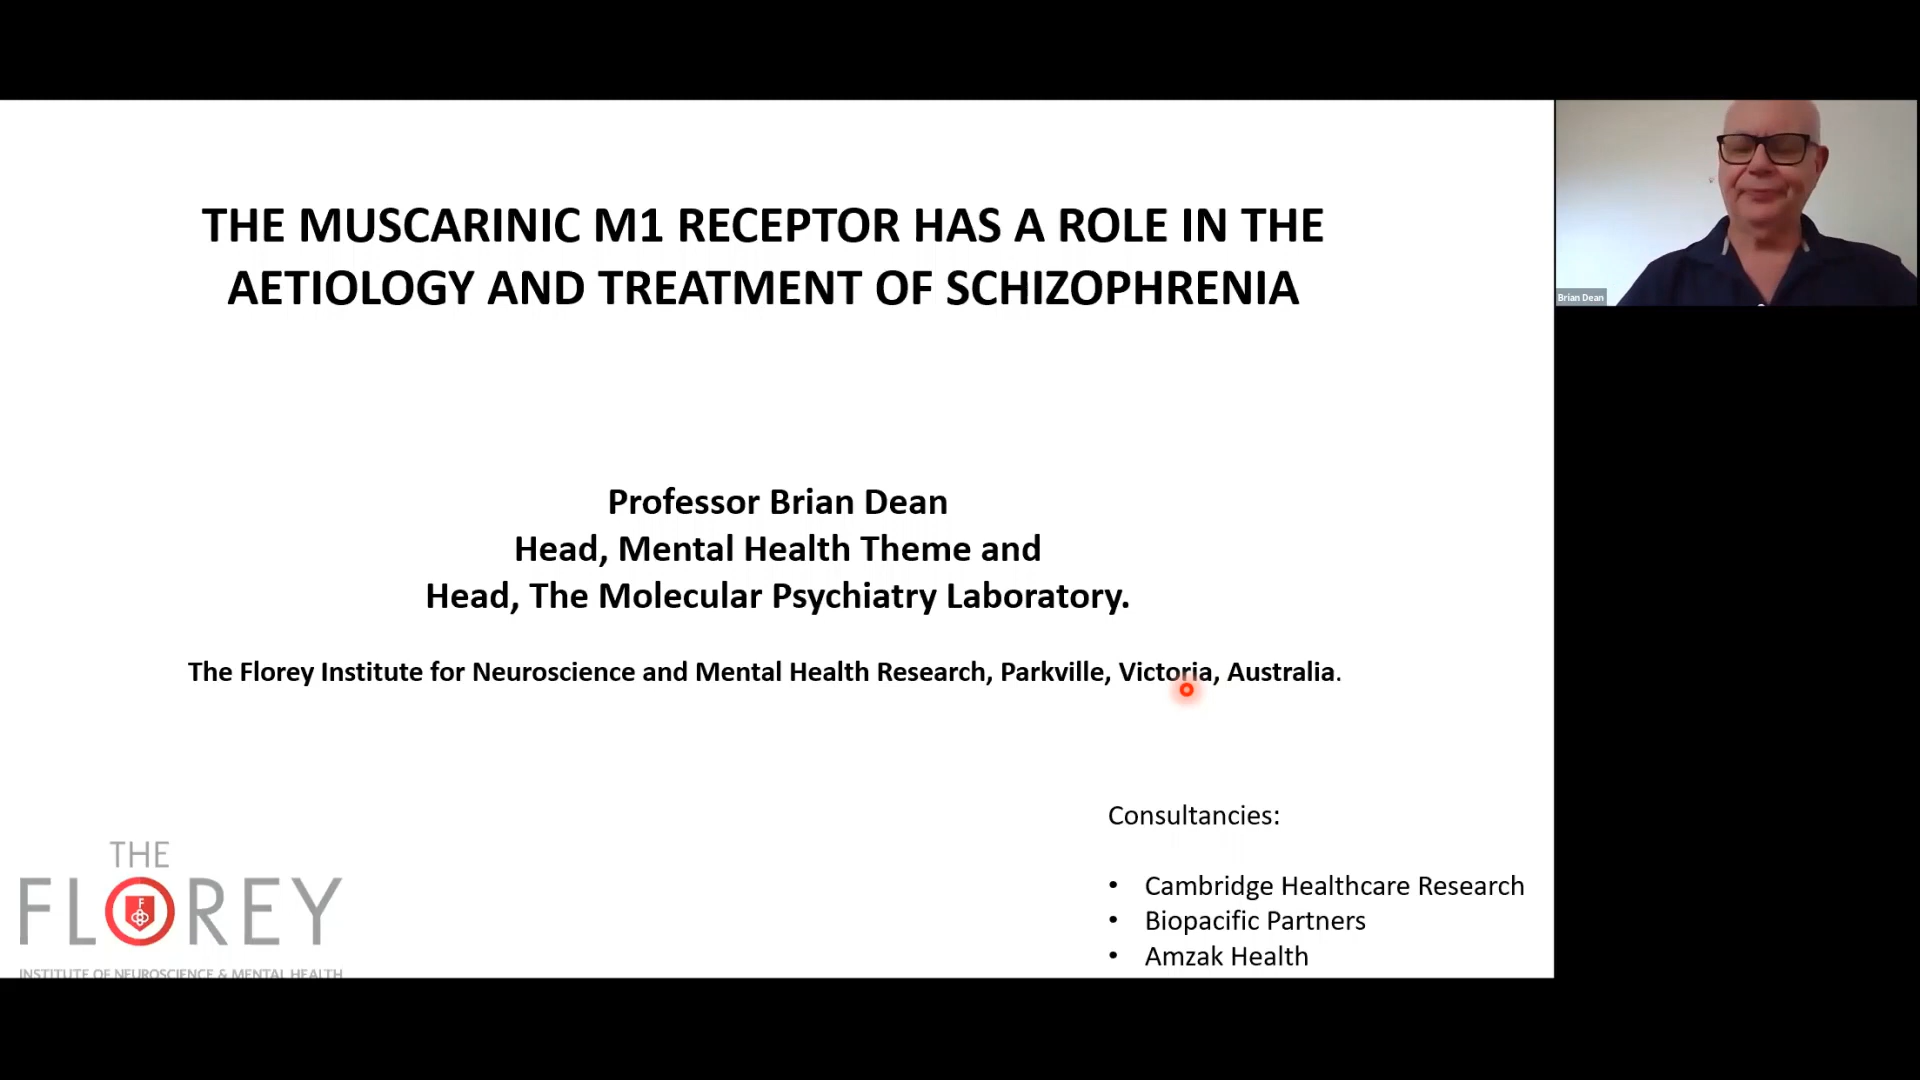 THE MUSCARINIC M1 RECEPTOR HAS A ROLE IN THE
AETIOLOGY AND TREATMENT OF SCHIZOPHRENIA
Brian Dean
Professor Brian Dean
Head, Mental Health Theme and
Head, The Molecular Psychiatry Laboratory.
The Florey Institute for Neuroscience and Mental Health Research, Parkville, Victoria, Australia.
Consultancies:
• Cambridge Healthcare Research
• Biopacific Partners
• Amzak Health
THE
FLOREY
INSTITUTE OF NEUROSCIENCE & MENTAL HEALTH